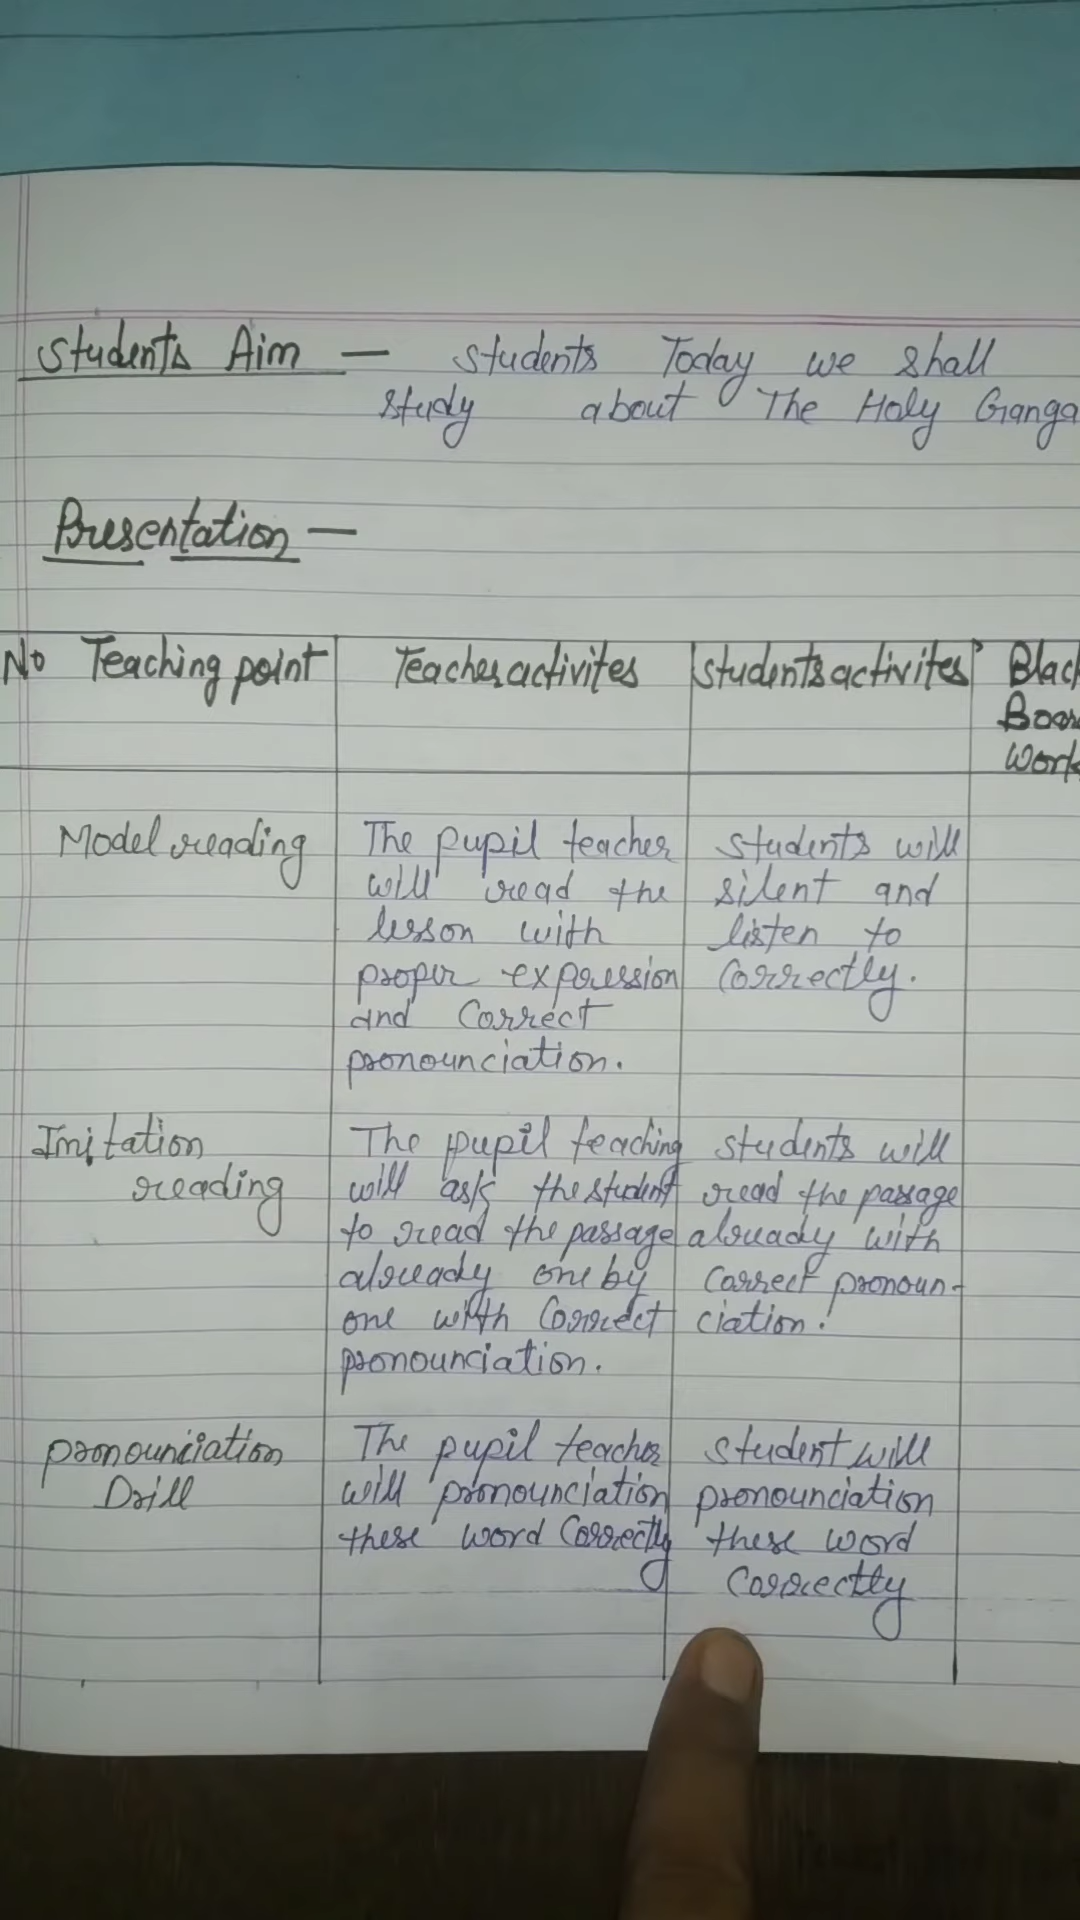 Students Aim — students Today we shall
study about The Holy Ganga
Presentation —
No Teaching point Teacher activites students activites Black
Board
Work
Model reading
The pupil teacher
will read the
lesson with
proper expression
and Correct
pronounciation.
students will
silent and
listen to
Correctly.
Imitation
reading
The pupil teaching
will ask the student
to read the passage
already one by
one with Correct
pronounciation.
students will
read the passage
already with
Correct pronoun-
ciation.
pronounciation
Drill
The pupil teacher
will pronounciation
these word Correctly
student will
pronounciation
these word
Correctly